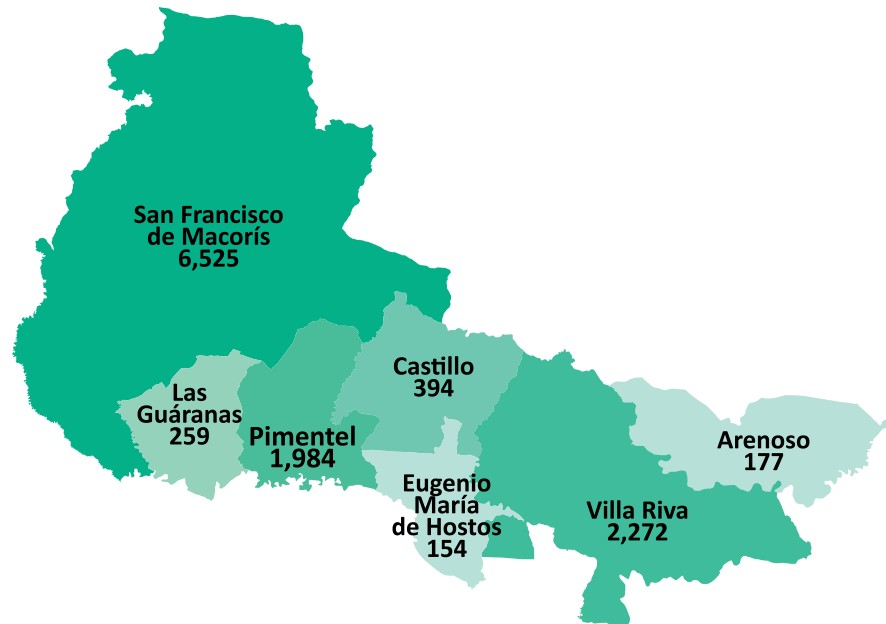 San Francisco
de Macorís
6,525
Las
Guáranas
259
Pimentel
1,984
Castillo
394
Eugenio
María
de Hostos
154
Villa Riva
2,272
Arenoso
177